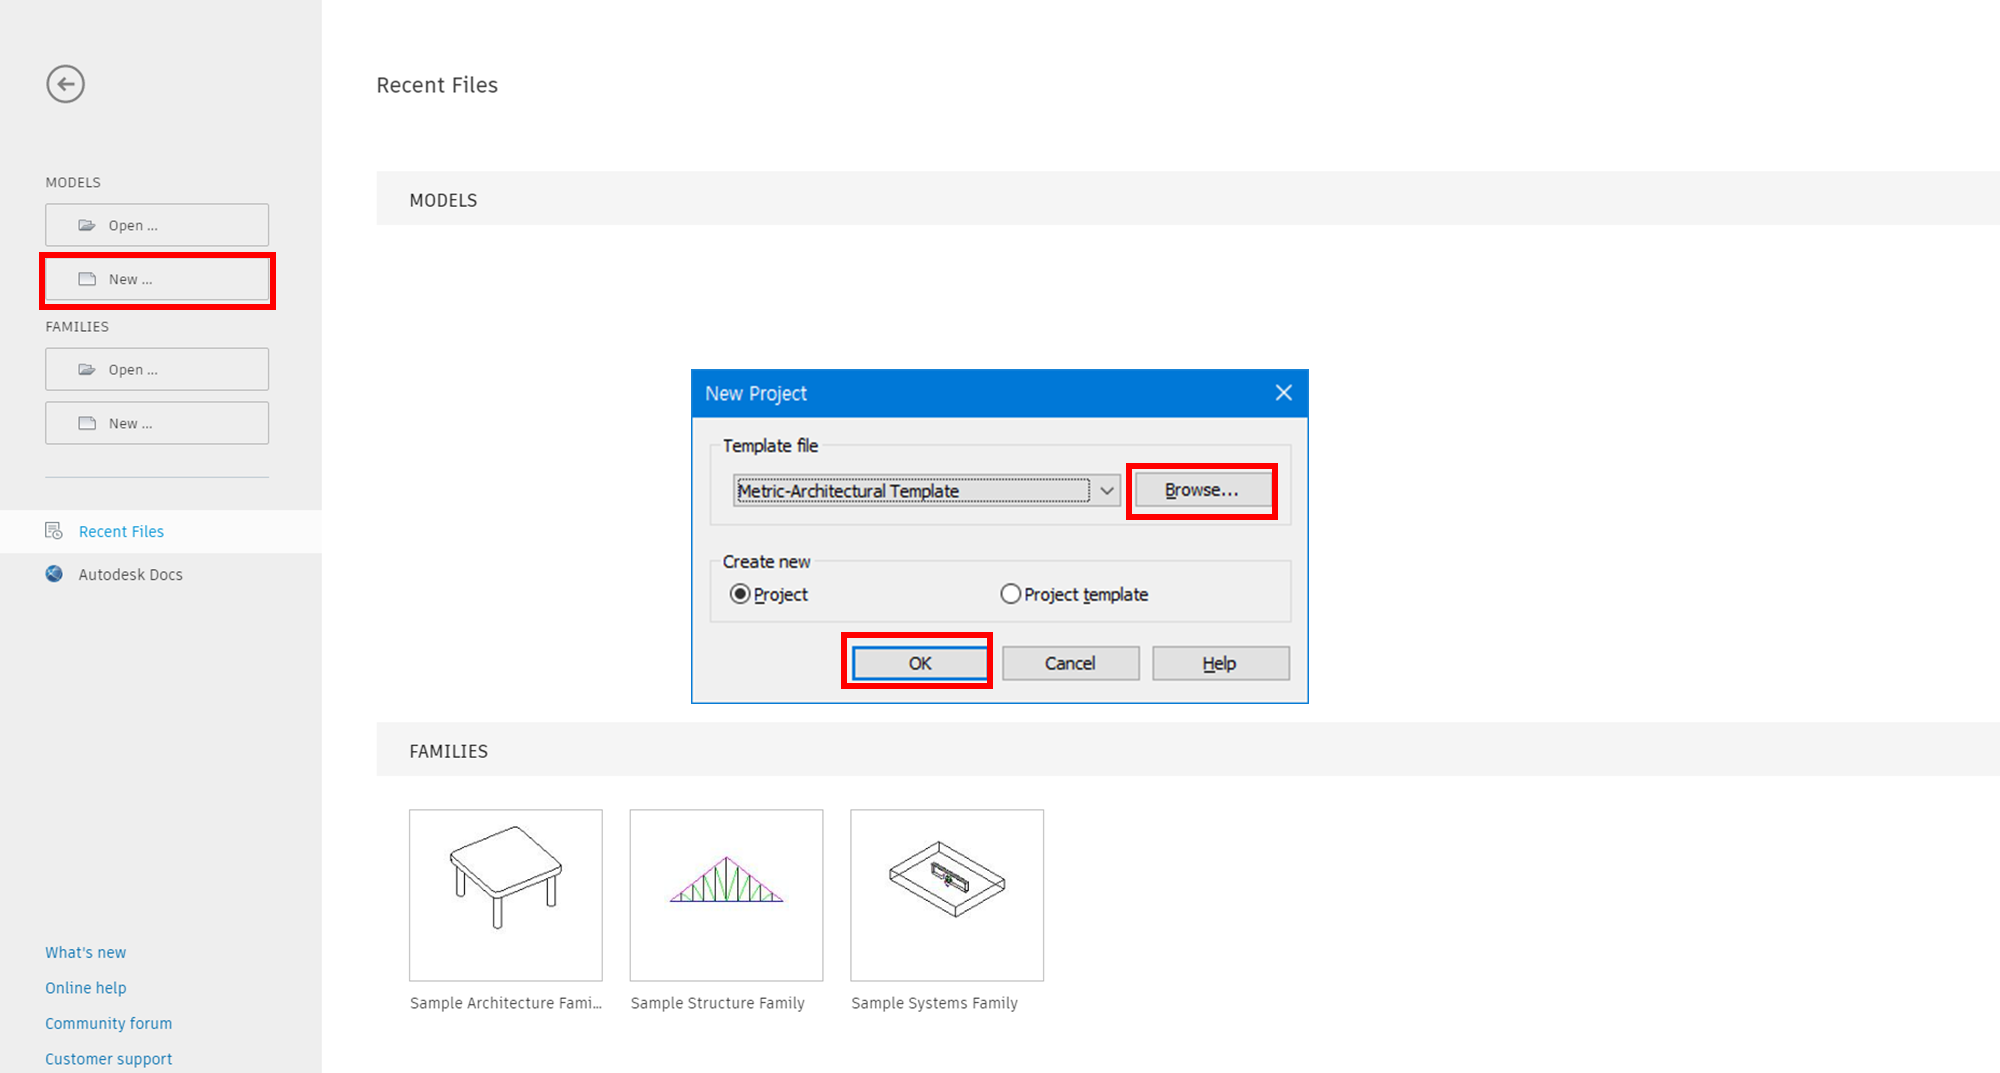 Recent Files
MODELS
Open ...
New ...
FAMILIES
Open ...
New ...
Recent Files
Autodesk Docs
What's new
Online help
Community forum
Customer support
MODELS
New Project
Template file
Metric-Architectural Template
Browse...
Create new
Project
Project template
OK
Cancel
Help
FAMILIES
Sample Architecture Fami...
Sample Structure Family
Sample Systems Family